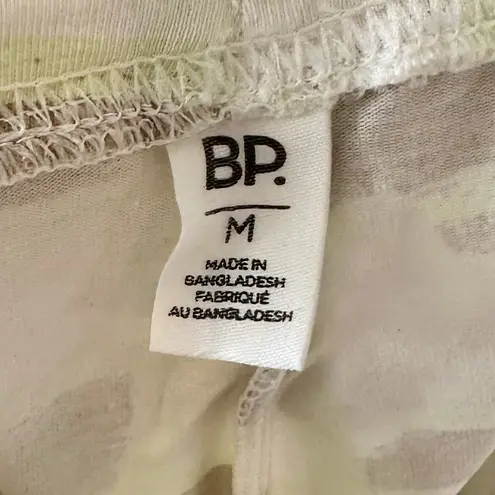 BP.
M
MADE IN
BANGLADESH
FABRIQUÉ
AU BANGLADESH